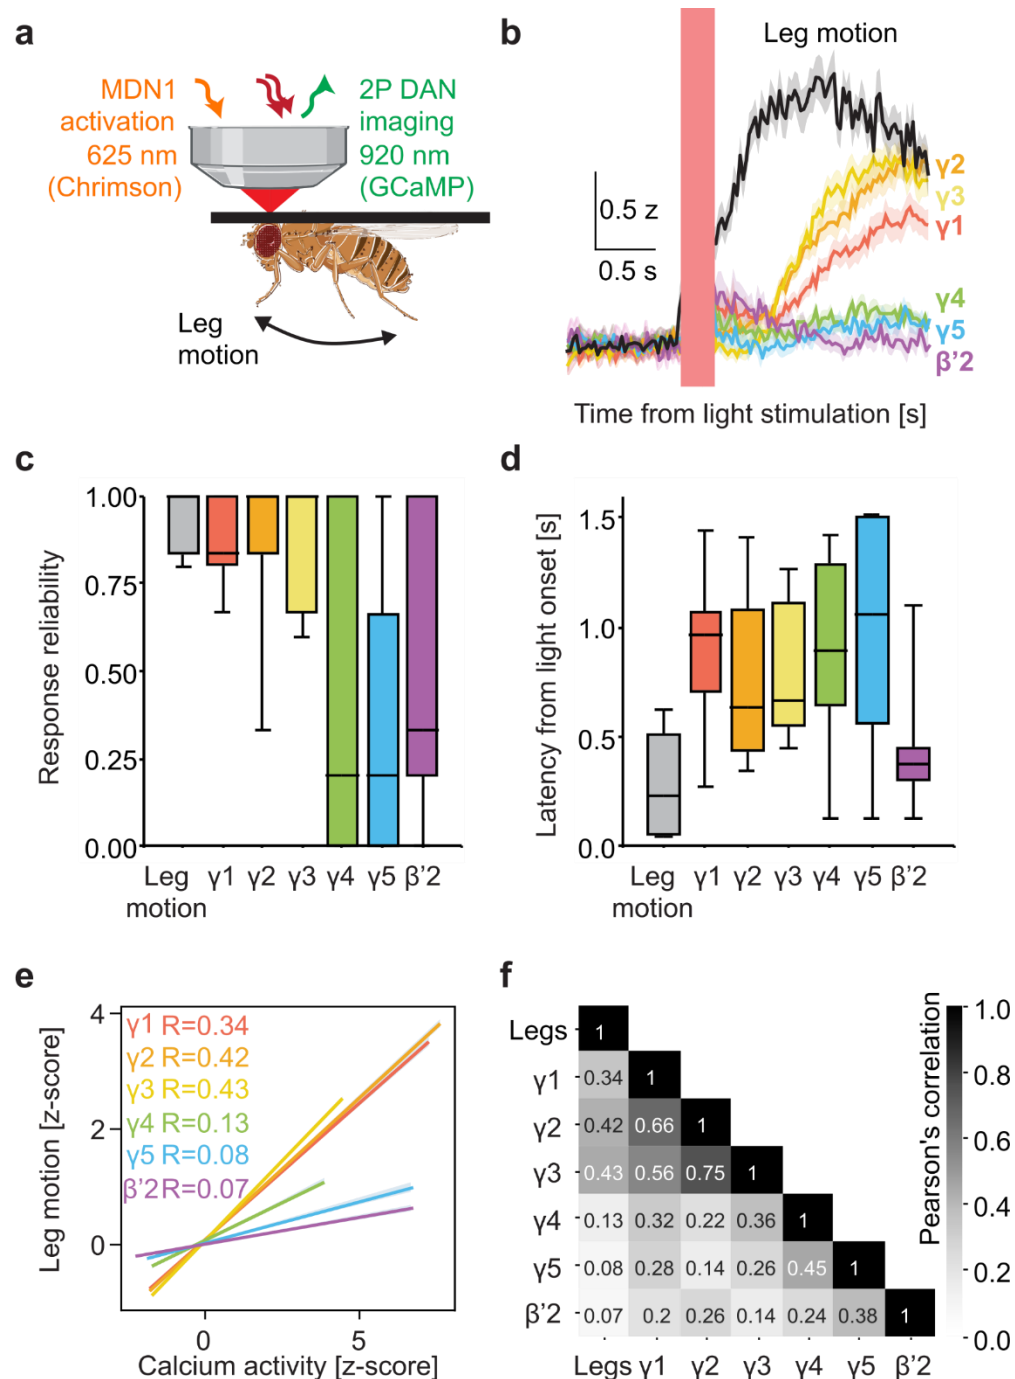 a
MDN1
activation
625 nm
(Chrimson)
2P DAN
imaging
920 nm
(GCaMP)
Leg
motion
b
Leg motion
0.5 z
0.5 s
γ2
γ3
γ1
γ4
γ5
β'2
Time from light stimulation [s]
c
Response reliability
1.00
0.75
0.50
0.25
0.00
Leg
motion
γ1
γ2
γ3
γ4
γ5
β'2
d
Latency from light onset [s]
1.5
1.0
0.5
0.0
Leg
motion
γ1
γ2
γ3
γ4
γ5
β'2
e
Leg motion [z-score]
4
2
0
γ1 R=0.34
γ2 R=0.42
γ3 R=0.43
γ4 R=0.13
γ5 R=0.08
β'2 R=0.07
0 5
Calcium activity [z-score]
f
Legs 1
γ1 0.34 1
γ2 0.42 0.66 1
γ3 0.43 0.56 0.75 1
γ4 0.13 0.32 0.22 0.36 1
γ5 0.08 0.28 0.14 0.26 0.45 1
β'2 0.07 0.2 0.26 0.14 0.24 0.38 1
Legs γ1 γ2 γ3 γ4 γ5 β'2
Pearson's correlation
1.0
0.8
0.6
0.4
0.2
0.0